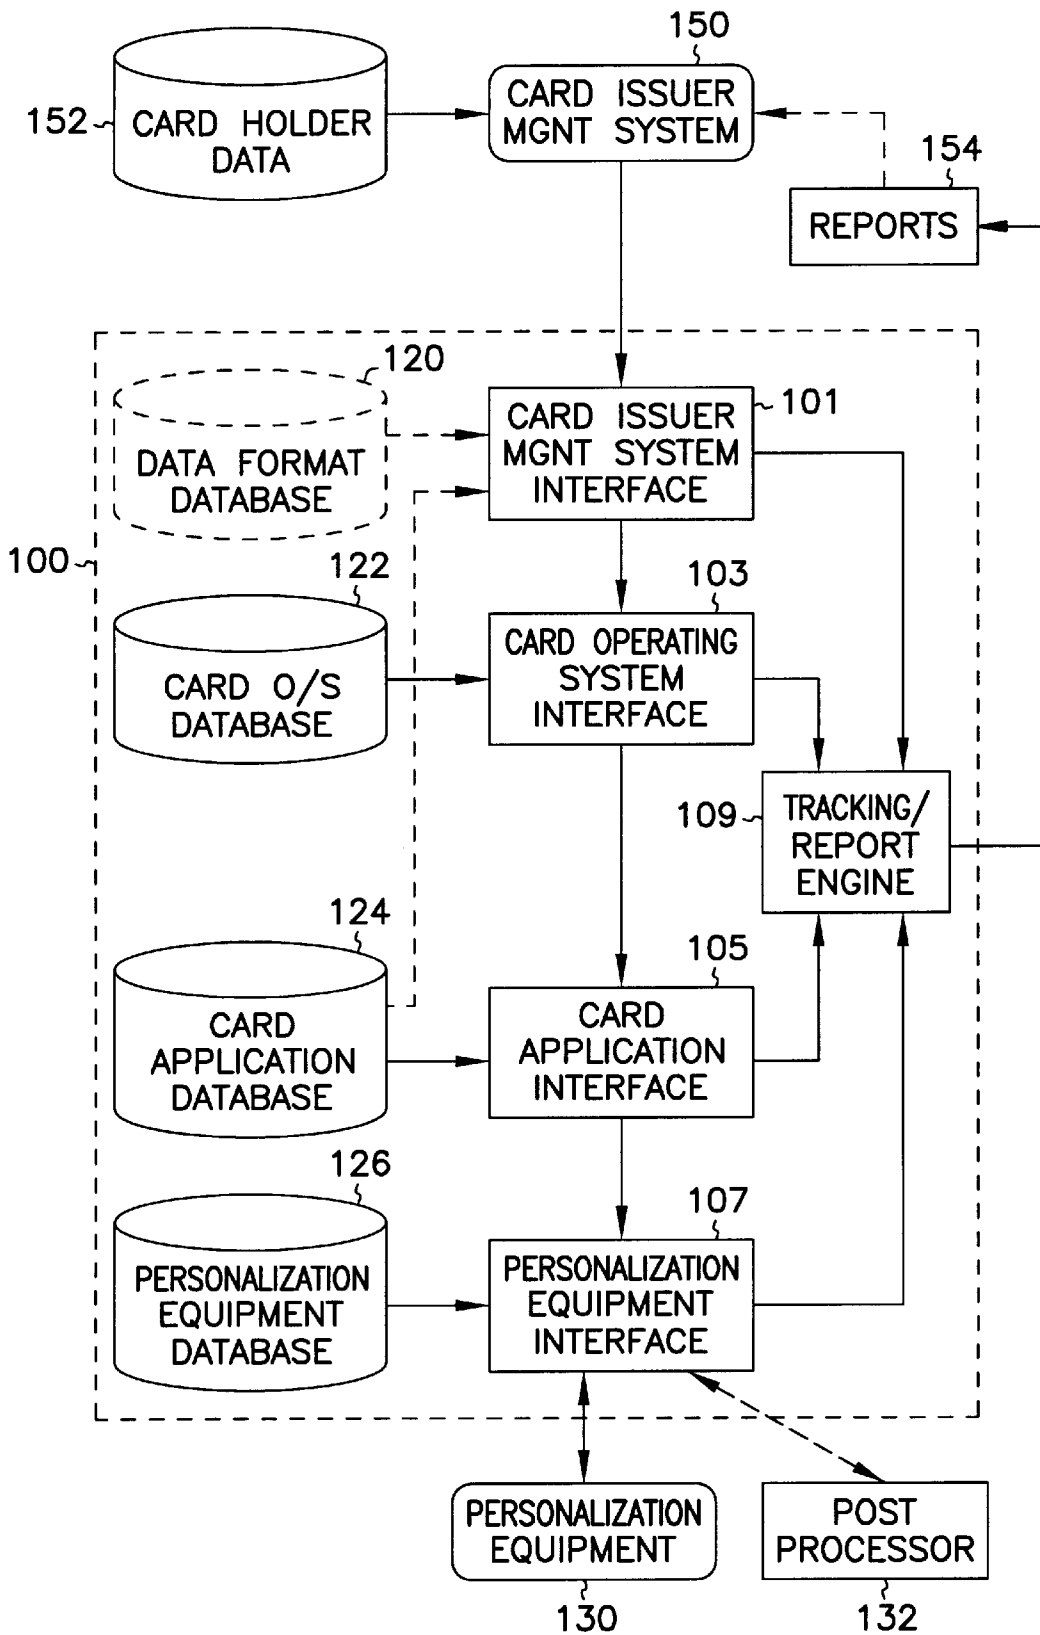 150
CARD ISSUER
MGNT SYSTEM
152
CARD HOLDER
DATA
154
REPORTS
120
DATA FORMAT
DATABASE
101
CARD ISSUER
MGNT SYSTEM
INTERFACE
100
122
CARD O/S
DATABASE
103
CARD OPERATING
SYSTEM
INTERFACE
109
TRACKING/
REPORT
ENGINE
124
CARD
APPLICATION
DATABASE
105
CARD
APPLICATION
INTERFACE
126
PERSONALIZATION
EQUIPMENT
DATABASE
107
PERSONALIZATION
EQUIPMENT
INTERFACE
PERSONALIZATION
EQUIPMENT
130
POST
PROCESSOR
132